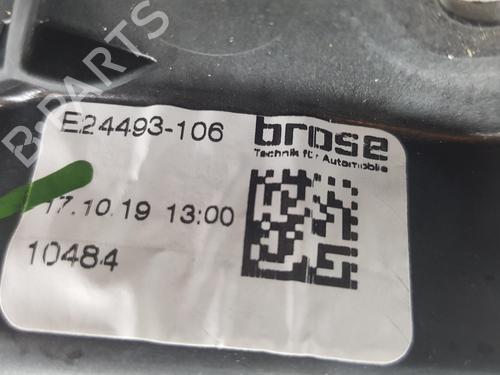 B-PARTS
E24493-106
brose
Technik für Automobile
17.10.19 13:00
10484